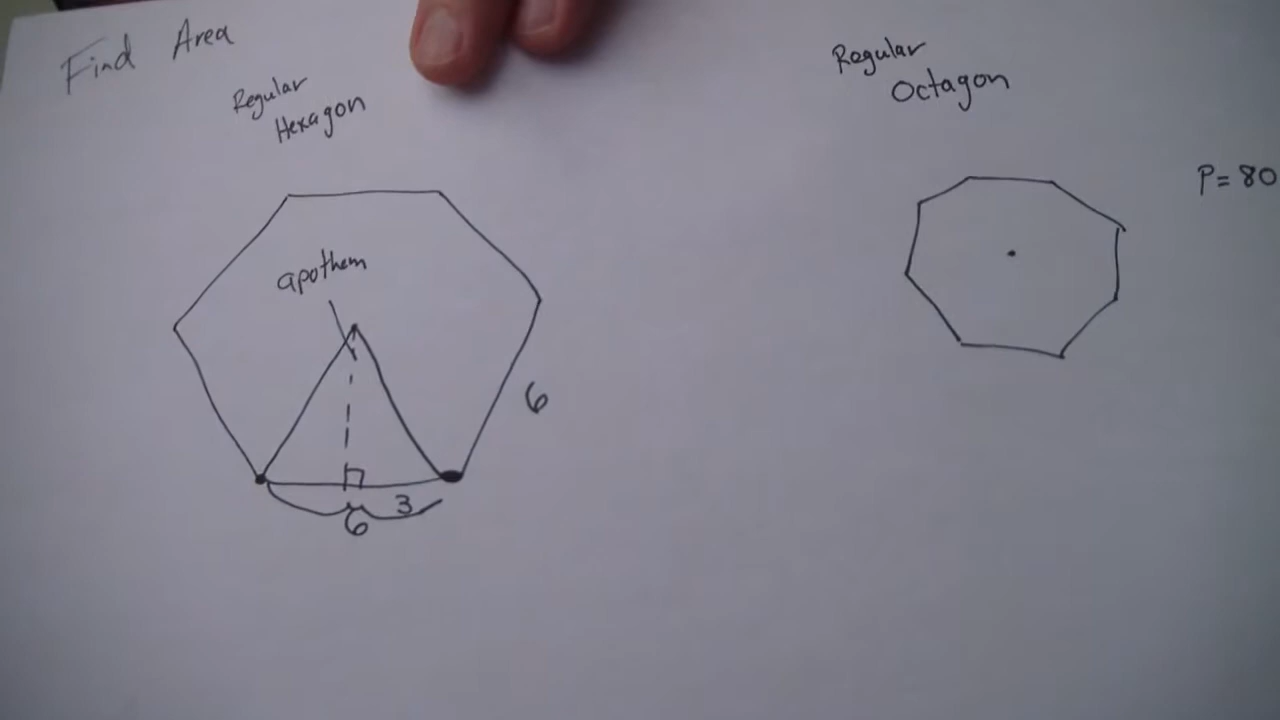 Find Area
Regular
Hexagon
apothem
6
3
6
Regular
Octagon
P = 80